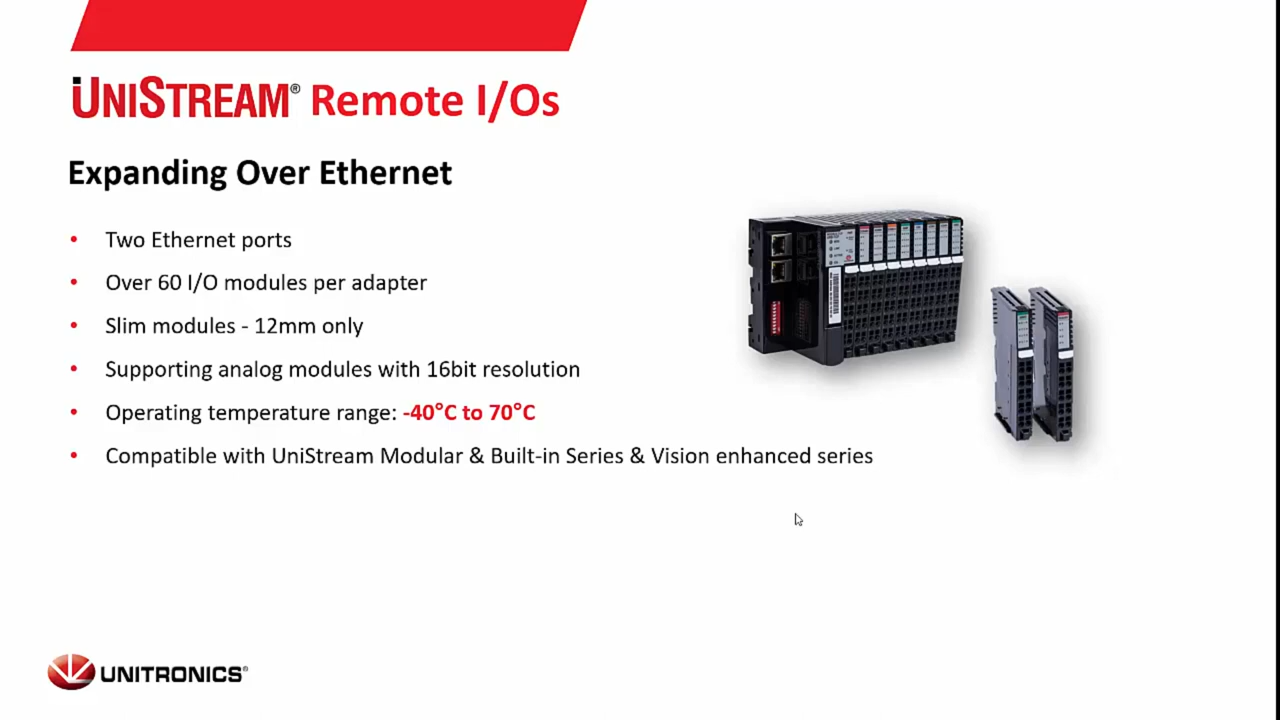 UNISTREAM® Remote I/Os
Expanding Over Ethernet
• Two Ethernet ports
• Over 60 I/O modules per adapter
• Slim modules - 12mm only
• Supporting analog modules with 16bit resolution
• Operating temperature range: -40°C to 70°C
• Compatible with UniStream Modular & Built-in Series & Vision enhanced series
UNITRONICS®